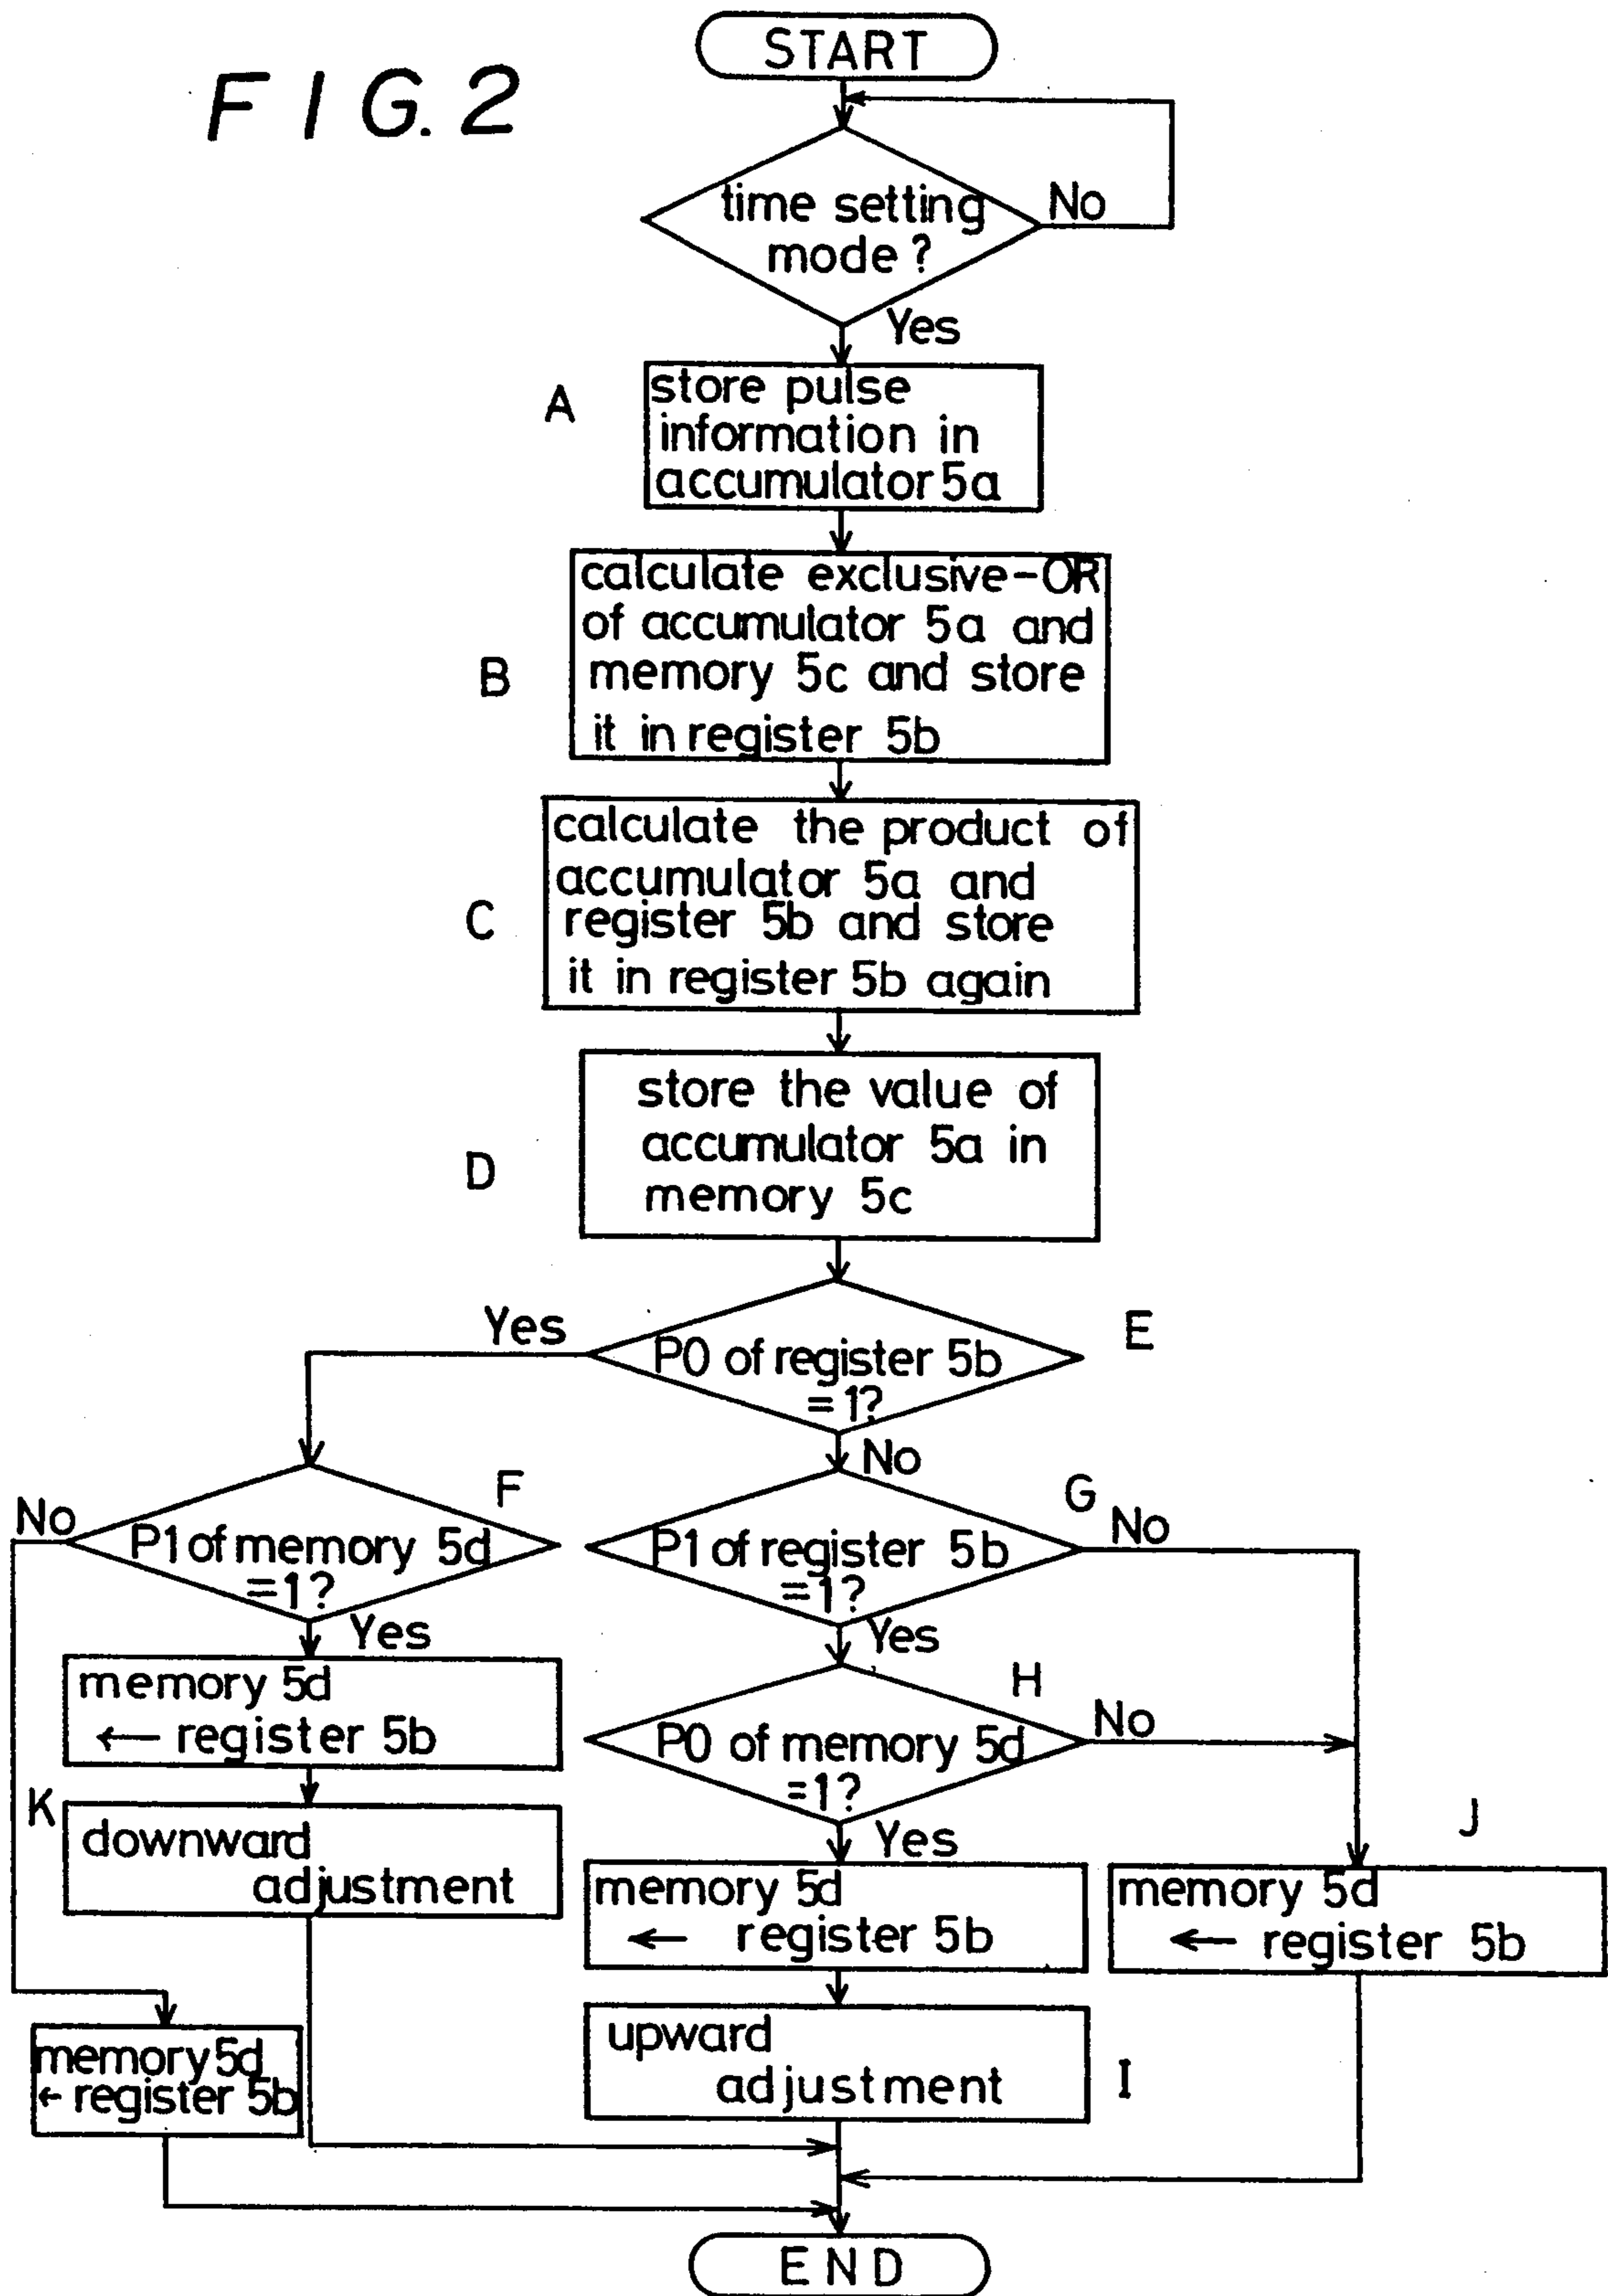 FIG.2
START
time setting
mode?
No
Yes
A
store pulse
information in
accumulator 5a
B
calculate exclusive-OR
of accumulator 5a and
memory 5c and store
it in register 5b
C
calculate the product of
accumulator 5a and
register 5b and store
it in register 5b again
D
store the value of
accumulator 5a in
memory 5c
E
P0 of register 5b
=1?
Yes
No
F
P1 of memory 5d
=1?
No
Yes
G
P1 of register 5b
=1?
No
Yes
memory 5d
← register 5b
H
P0 of memory 5d
=1?
No
Yes
K
downward
adjustment
memory 5d
← register 5b
J
memory 5d
← register 5b
memory 5d
← register 5b
upward
adjustment
I
END